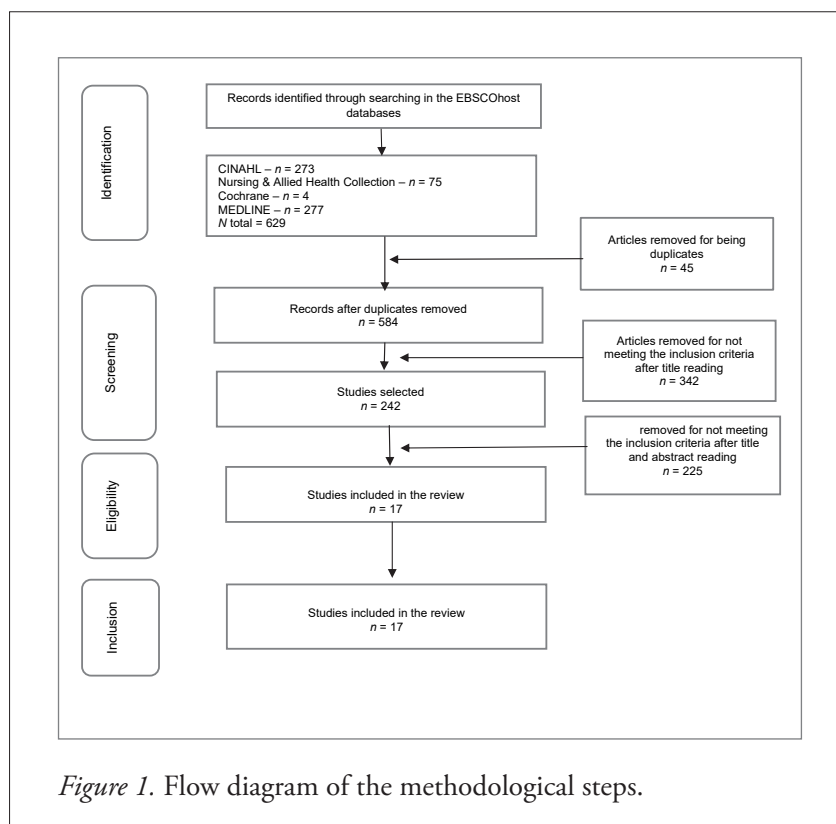 Identification
Records identified through searching in the EBSCOhost
databases
CINAHL – n = 273
Nursing & Allied Health Collection – n = 75
Cochrane – n = 4
MEDLINE – n = 277
N total = 629
Articles removed for being
duplicates
n = 45
Screening
Records after duplicates removed
n = 584
Articles removed for not
meeting the inclusion criteria
after title reading
n = 342
Studies selected
n = 242
removed for not meeting
the inclusion criteria after title
and abstract reading
n = 225
Eligibility
Studies included in the review
n = 17
Inclusion
Studies included in the review
n = 17
Figure 1. Flow diagram of the methodological steps.